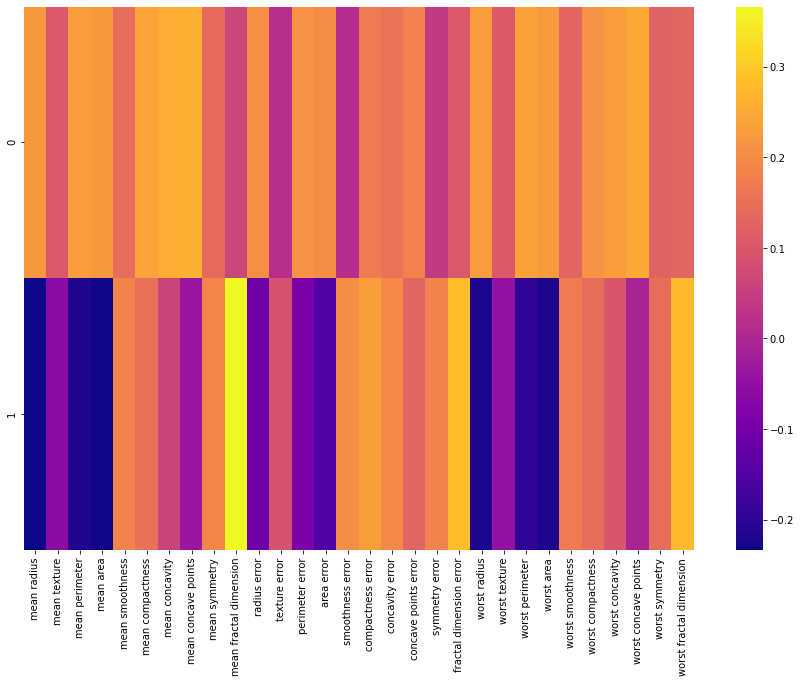 0
1
0.3
0.2
0.1
0.0
−0.1
−0.2
mean radius
mean texture
mean perimeter
mean area
mean smoothness
mean compactness
mean concavity
mean concave points
mean symmetry
mean fractal dimension
radius error
texture error
perimeter error
area error
smoothness error
compactness error
concavity error
concave points error
symmetry error
fractal dimension error
worst radius
worst texture
worst perimeter
worst area
worst smoothness
worst compactness
worst concavity
worst concave points
worst symmetry
worst fractal dimension